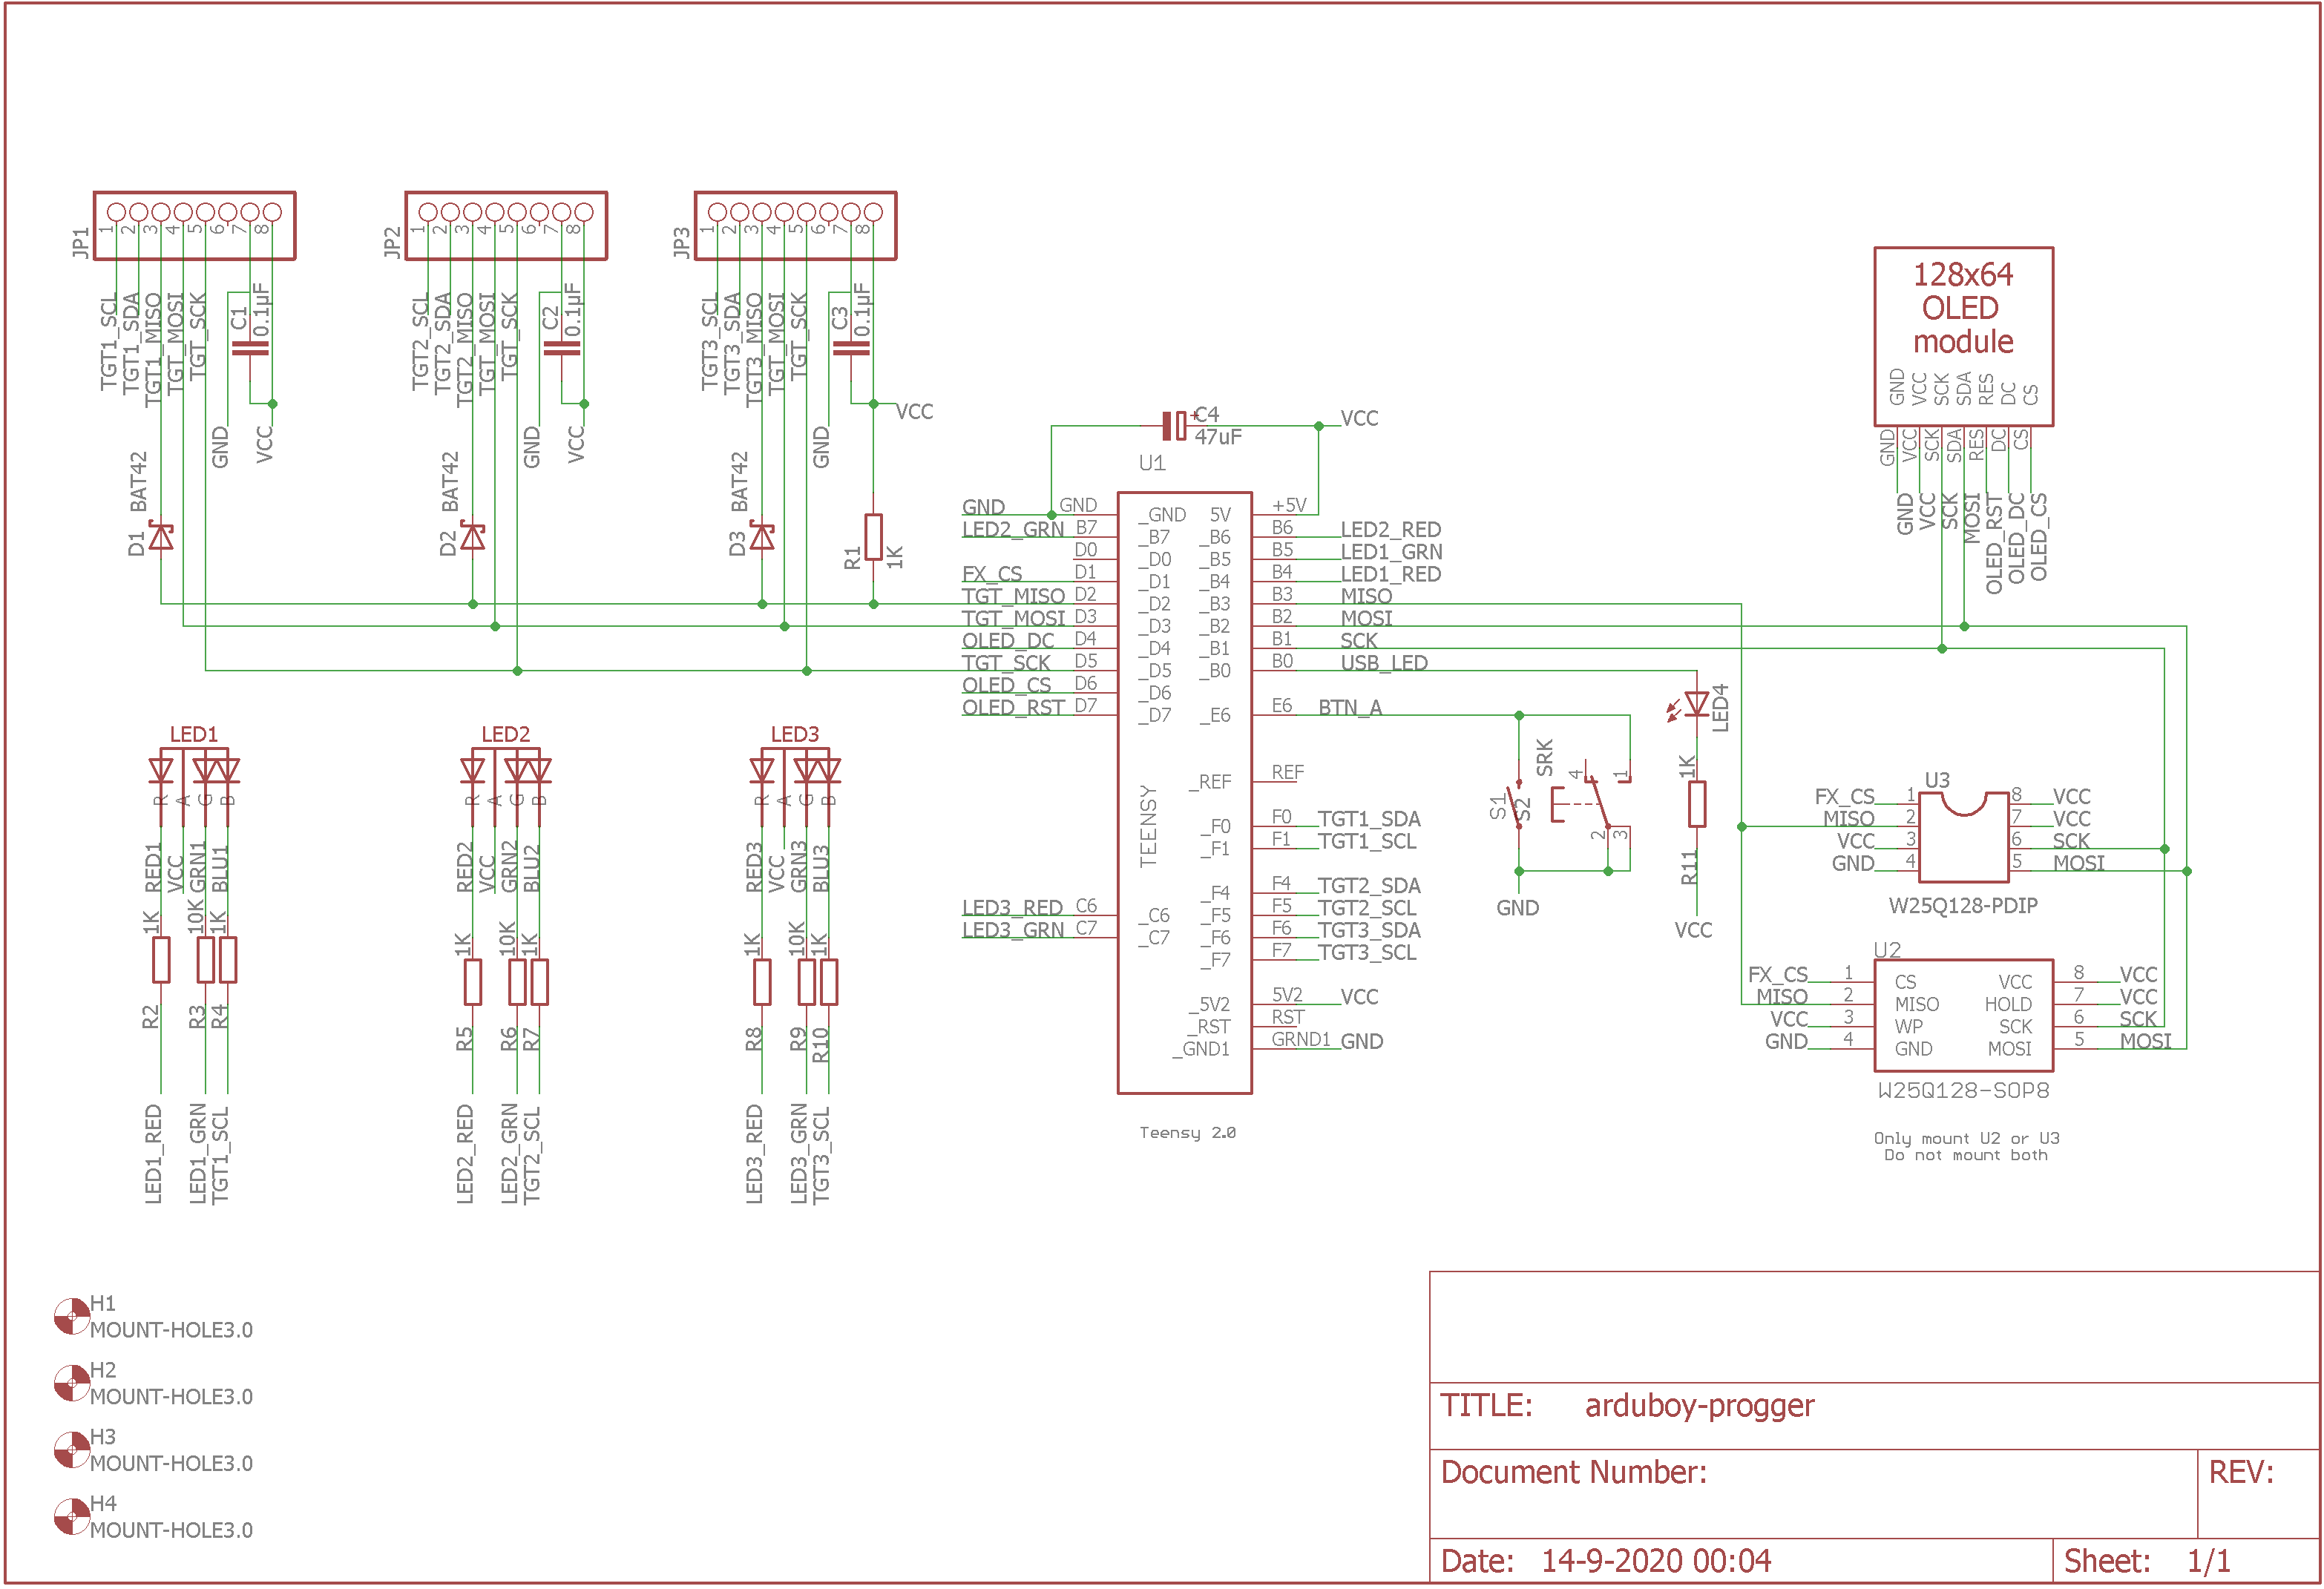 JP1
1 2 3 4 5 6 7 8
TGT1_SCL
TGT1_SDA
TGT1_MISO
TGT_MOSI
TGT_SCK
C1
0.1µF
GND
VCC
D1
BAT42
JP2
1 2 3 4 5 6 7 8
TGT2_SCL
TGT2_SDA
TGT2_MISO
TGT_MOSI
TGT_SCK
C2
0.1µF
GND
VCC
D2
BAT42
JP3
1 2 3 4 5 6 7 8
TGT3_SCL
TGT3_SDA
TGT3_MISO
TGT_MOSI
TGT_SCK
C3
0.1µF
GND
VCC
D3
BAT42
R1
1K
C4
+
47uF
VCC
U1
GND GND _GND
LED2_GRN B7 _B7
D0 _D0
FX_CS D1 _D1
TGT_MISO D2 _D2
TGT_MOSI D3 _D3
OLED_DC D4 _D4
TGT_SCK D5 _D5
OLED_CS D6 _D6
OLED_RST D7 _D7
LED3_RED C6 _C6
LED3_GRN C7 _C7
TEENSY
5V +5V
_B6 B6 LED2_RED
_B5 B5 LED1_GRN
_B4 B4 LED1_RED
_B3 B3 MISO
_B2 B2 MOSI
_B1 B1 SCK
_B0 B0 USB_LED
_E6 E6 BTN_A
_REF REF
_F0 F0 TGT1_SDA
_F1 F1 TGT1_SCL
_F4 F4 TGT2_SDA
_F5 F5 TGT2_SCL
_F6 F6 TGT3_SDA
_F7 F7 TGT3_SCL
_5V2 5V2 VCC
_RST RST
_GND1 GRND1 GND
Teensy 2.0
S1
S2
SRK
4
1
2
3
GND
LED4
1K
R11
VCC
128x64
OLED
module
GND VCC SCK SDA RES DC CS
GND VCC SCK SDA RES DC CS
GND
VCC
SCK
MOSI
OLED_RST
OLED_DC
OLED_CS
U3
FX_CS 1 8 VCC
MISO 2 7 VCC
VCC 3 6 SCK
GND 4 5 MOSI
W25Q128-PDIP
U2
FX_CS 1 CS VCC 8 VCC
MISO 2 MISO HOLD 7 VCC
VCC 3 WP SCK 6 SCK
GND 4 GND MOSI 5 MOSI
W25Q128-SOP8
Only mount U2 or U3
Do not mount both
LED1
R A G B
RED1
VCC
GRN1
BLU1
1K
10K
1K
R2
R3
R4
LED1_RED
LED1_GRN
TGT1_SCL
LED2
R A G B
RED2
VCC
GRN2
BLU2
1K
10K
1K
R5
R6
R7
LED2_RED
LED2_GRN
TGT2_SCL
LED3
R A G B
RED3
VCC
GRN3
BLU3
1K
10K
1K
R8
R9
R10
LED3_RED
LED3_GRN
TGT3_SCL
H1
MOUNT-HOLE3.0
H2
MOUNT-HOLE3.0
H3
MOUNT-HOLE3.0
H4
MOUNT-HOLE3.0
TITLE: arduboy-progger
Document Number:
REV:
Date: 14-9-2020 00:04
Sheet: 1/1